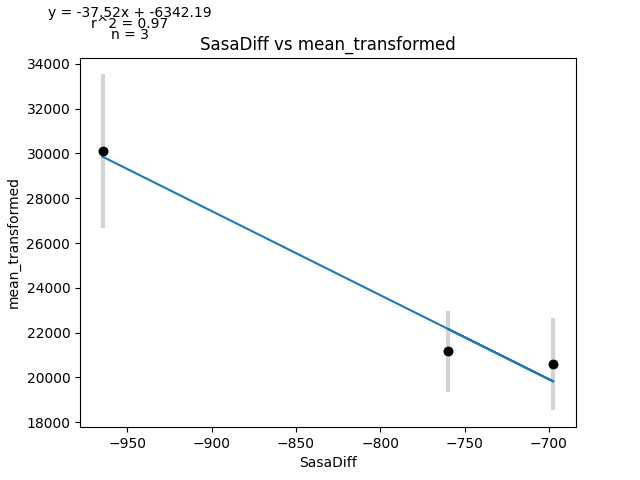 y = -37.52x + -6342.19
r^2 = 0.97
n = 3
SasaDiff vs mean_transformed
34000
32000
30000
28000
26000
24000
22000
20000
18000
mean_transformed
−950
−900
−850
−800
−750
−700
SasaDiff